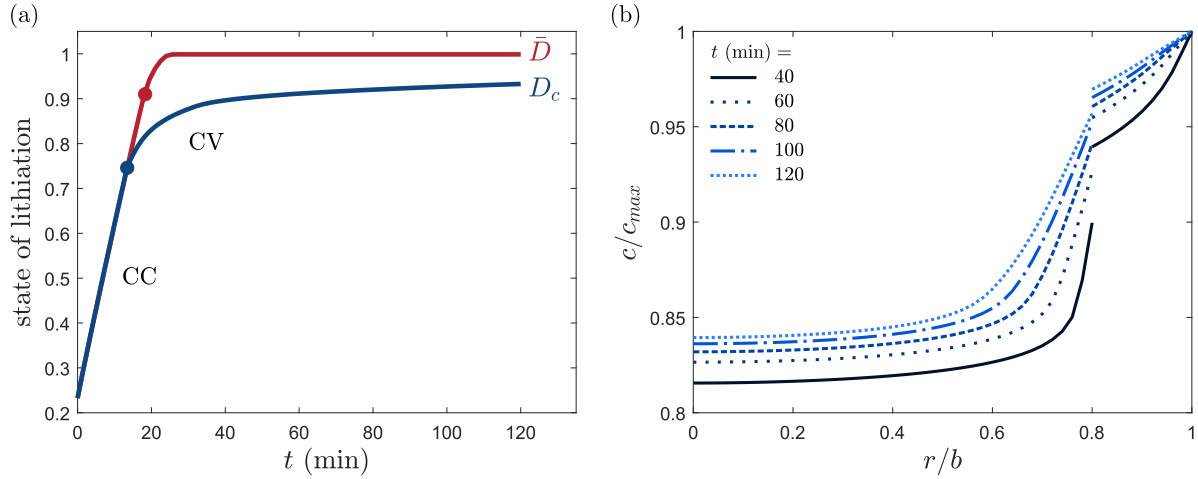 (a)
state of lithiation
1
0.9
0.8
0.7
0.6
0.5
0.4
0.3
0.2
0
20
40
60
80
100
120
t (min)
D̄
D_c
CV
CC
(b)
c/c_max
1
0.95
0.9
0.85
0.8
0
0.2
0.4
0.6
0.8
1
r/b
t (min) =
40
60
80
100
120